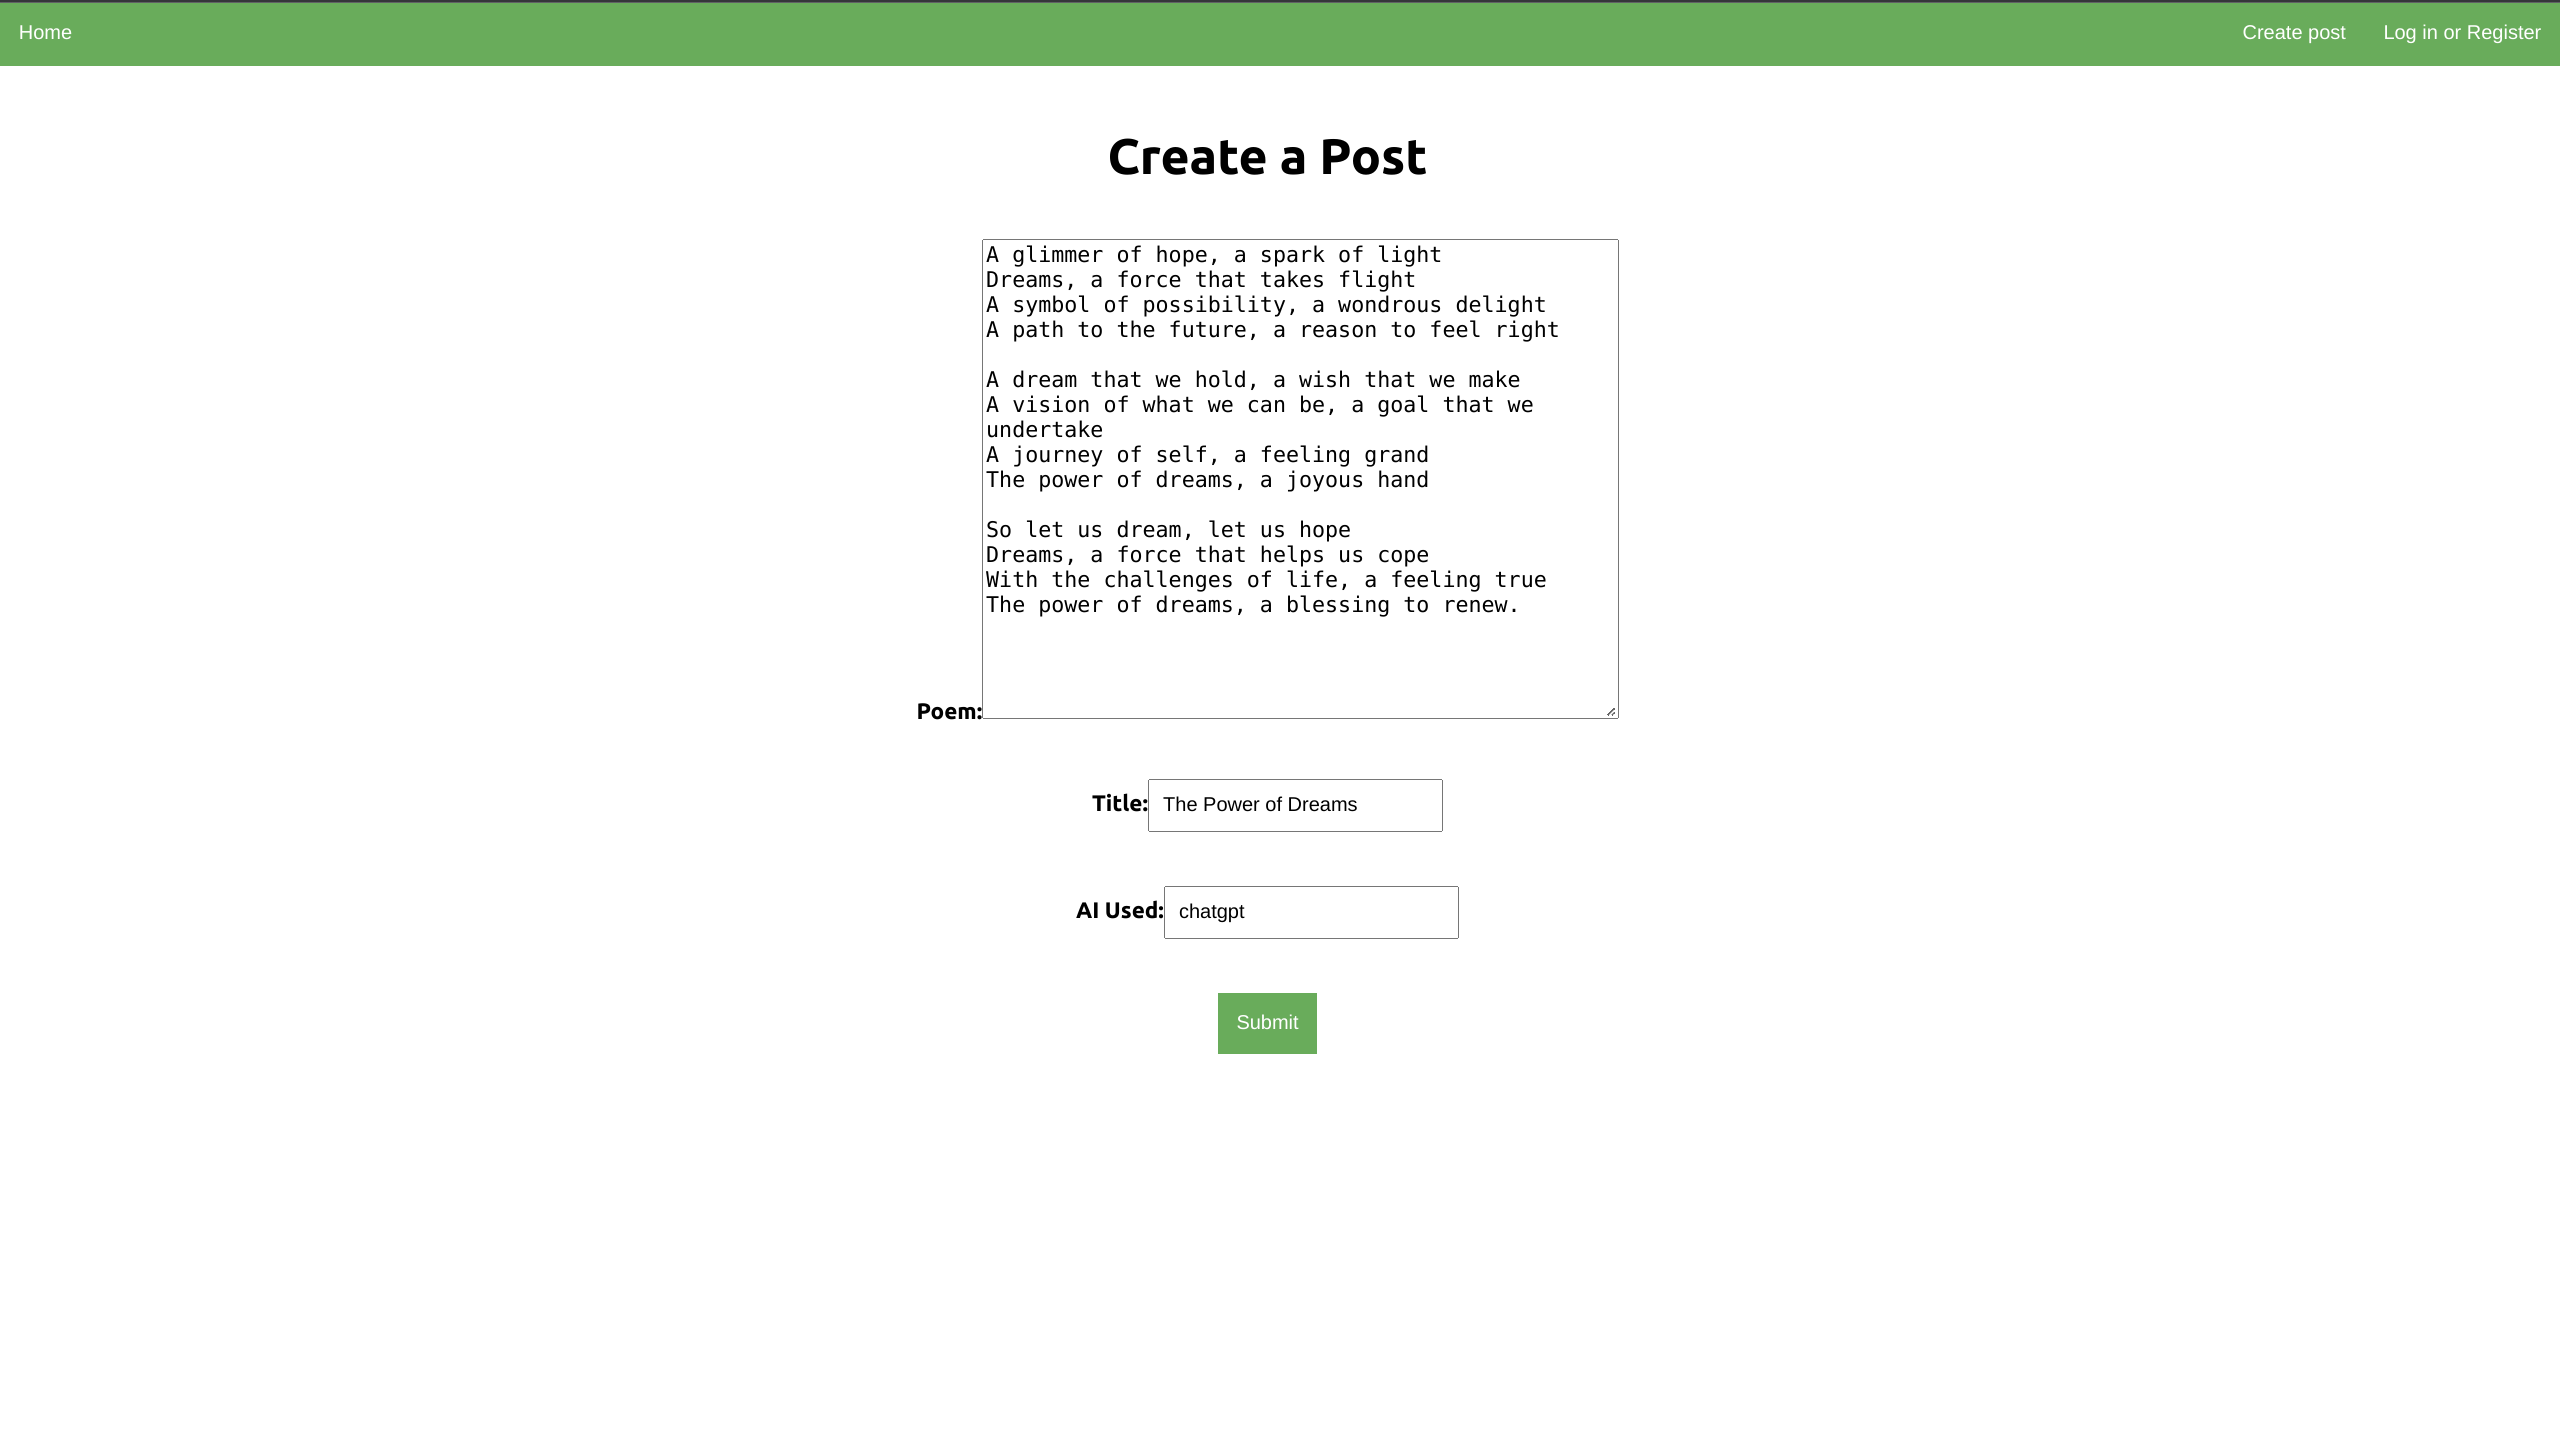 Home
Create post
Log in or Register
Create a Post
A glimmer of hope, a spark of light
Dreams, a force that takes flight
A symbol of possibility, a wondrous delight
A path to the future, a reason to feel right
A dream that we hold, a wish that we make
A vision of what we can be, a goal that we
undertake
A journey of self, a feeling grand
The power of dreams, a joyous hand
So let us dream, let us hope
Dreams, a force that helps us cope
With the challenges of life, a feeling true
The power of dreams, a blessing to renew.
Poem:
Title: The Power of Dreams
AI Used: chatgpt
Submit